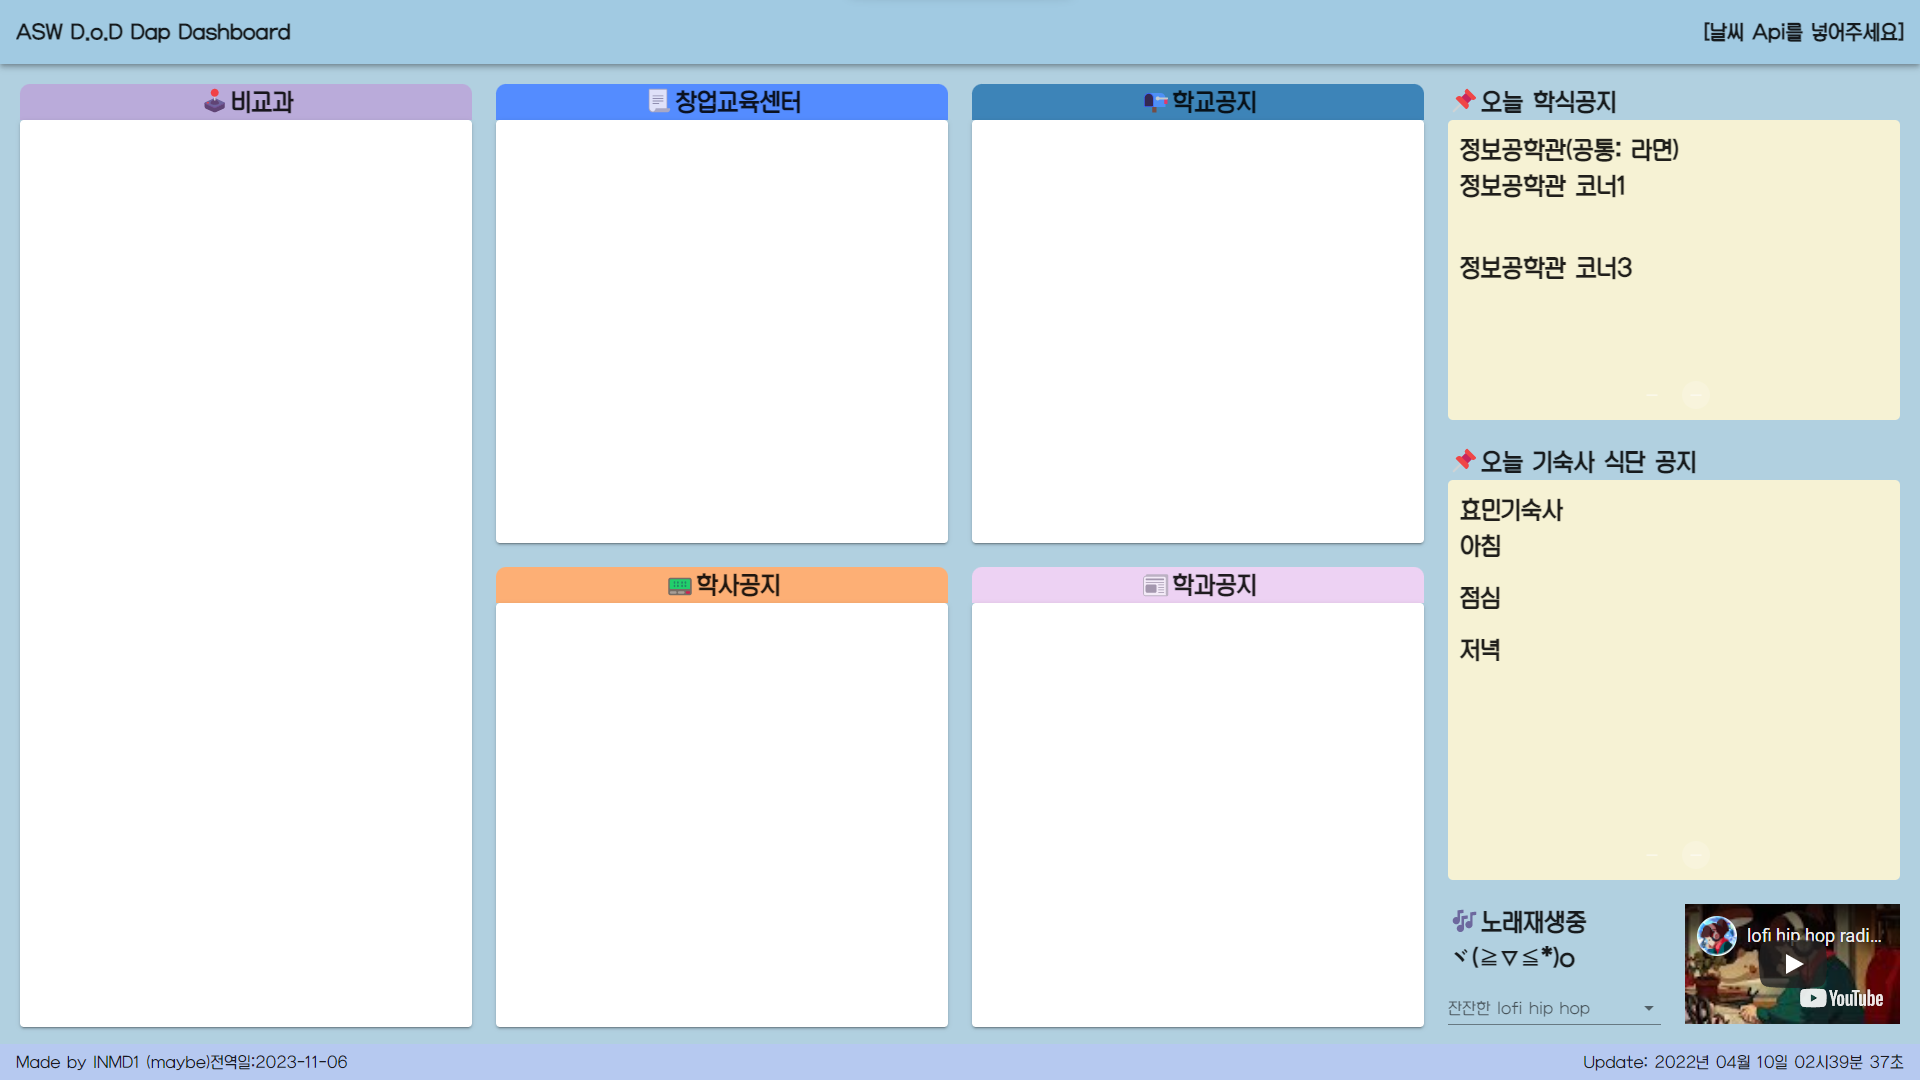 ASW D.o.D Dap Dashboard
[날씨 Api를 넣어주세요]
비교과
창업교육센터
학교공지
학사공지
학과공지
오늘 학식공지
정보공학관(공통: 라면)
정보공학관 코너1
정보공학관 코너3
오늘 기숙사 식단 공지
효민기숙사
아침
점심
저녁
노래재생중
ヾ(≧▽≦*)o
잔잔한 lofi hip hop
lofi hip hop radi...
YouTube
Made by INMD1 (maybe)전역일:2023-11-06
Update: 2022년 04월 10일 02시39분 37초